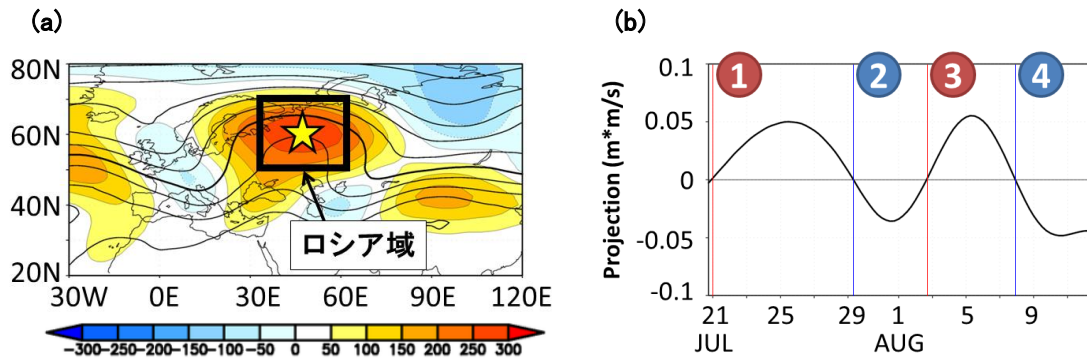 (a)
80N
60N
40N
20N
ロシア域
30W 0E 30E 60E 90E 120E
-300 -250 -200 -150 -100 -50 0 50 100 150 200 250 300
(b)
Projection (m*m/s)
0.1
0.05
0
-0.05
-0.1
1 2 3 4
21 25 29 1 5 9
JUL AUG